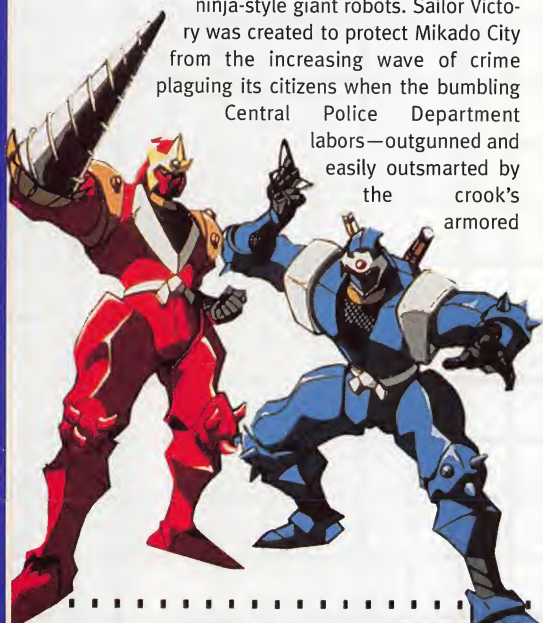 ninja-style giant robots. Sailor Victo-
ry was created to protect Mikado City
from the increasing wave of crime
plaguing its citizens when the bumbling
Central Police Department
labors—outgunned and
easily outsmarted by
the crook's
armored